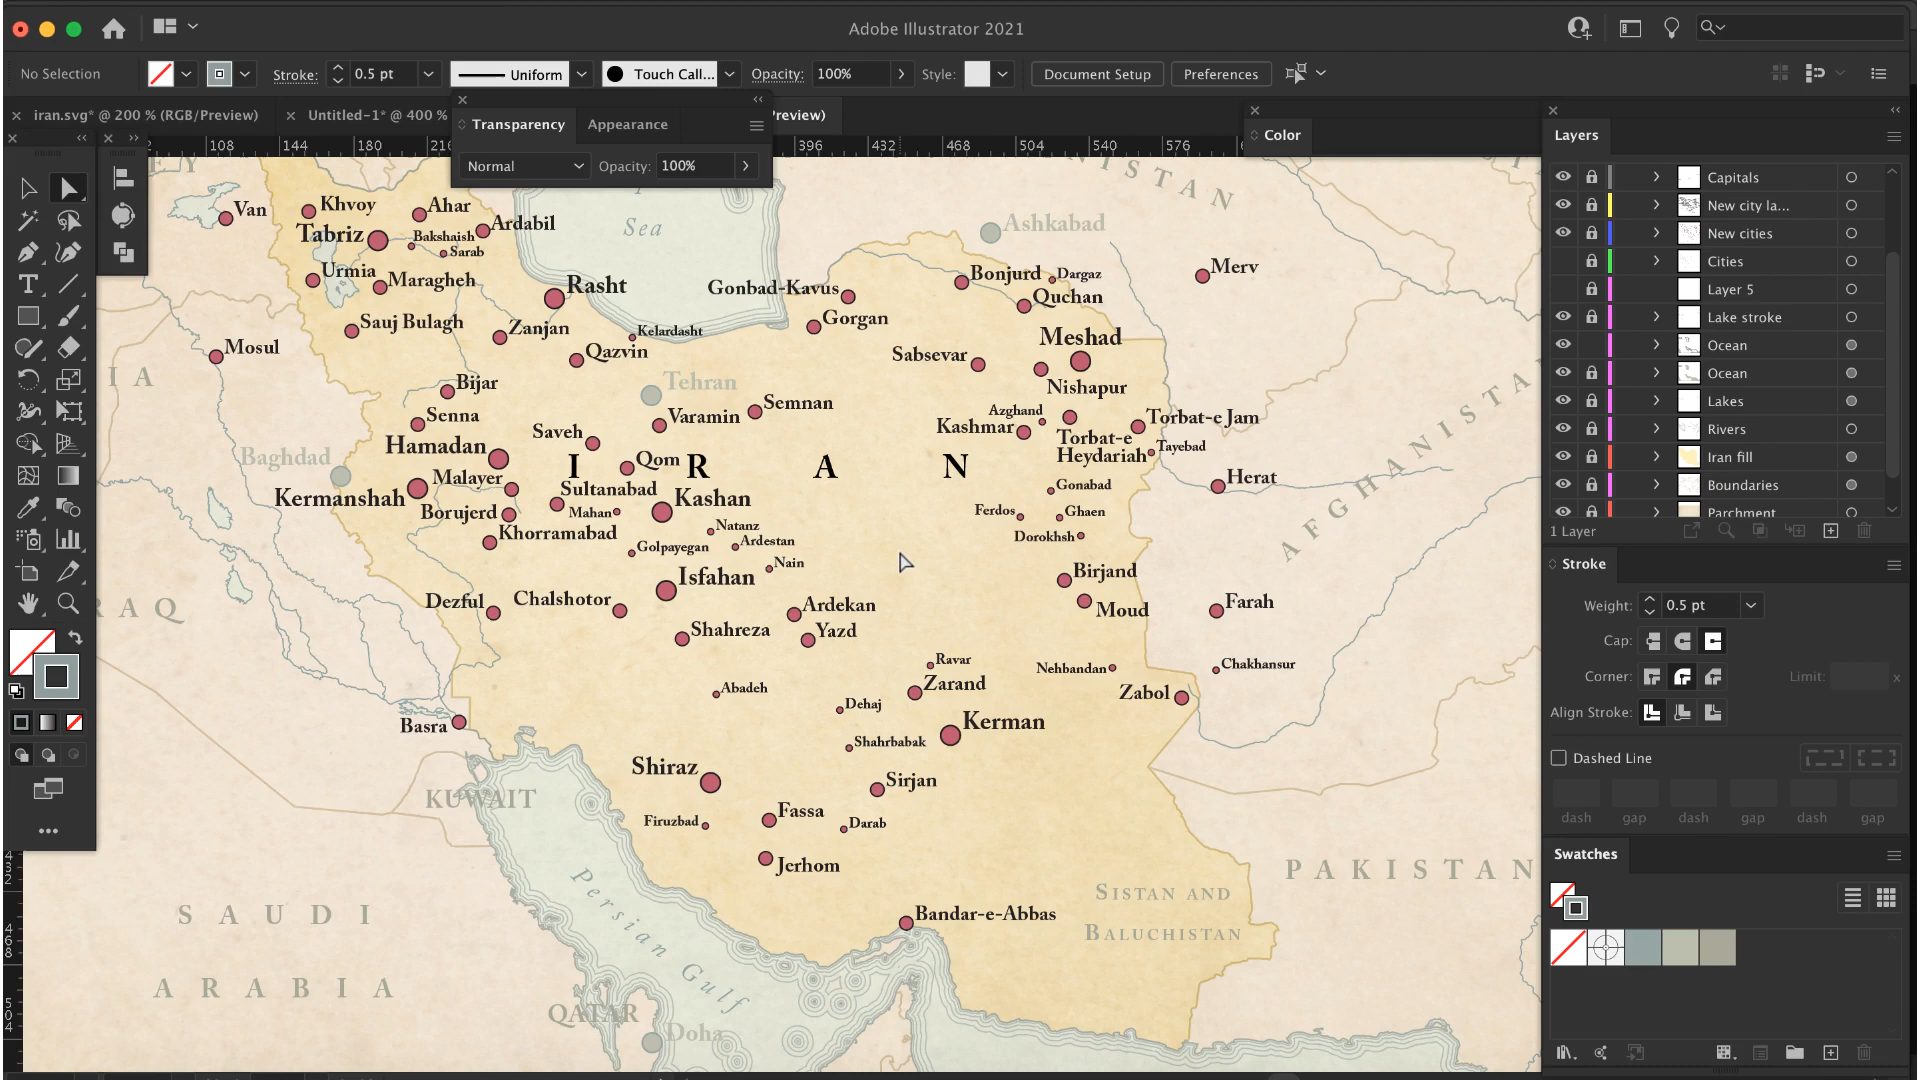 Adobe Illustrator 2021
No Selection
Stroke:
0.5 pt
Uniform
Touch Call...
Opacity:
100%
Style:
Document Setup
Preferences
iran.svg* @ 200 % (RGB/Preview)
Untitled-1* @ 400 %
Preview)
Transparency
Appearance
Normal
Opacity:
100%
Color
108
144
180
216
396
432
468
504
540
576
Layers
Capitals
New city la...
New cities
Cities
Layer 5
Lake stroke
Ocean
Ocean
Lakes
Rivers
Iran fill
Boundaries
Parchment
1 Layer
Stroke
Weight:
0.5 pt
Cap:
Corner:
Limit:
x
Align Stroke:
Dashed Line
dash
gap
dash
gap
dash
gap
Swatches
Van
Khvoy
Ahar
Tabriz
Bakshaish
Ardabil
Sarab
Sea
Ashkabad
NISTAN
Urmia
Maragheh
Rasht
Gonbad-Kavus
Bonjurd
Dargaz
Merv
Quchan
Sauj Bulagh
Zanjan
Kelardasht
Gorgan
Mosul
Qazvin
Meshad
Sabsevar
Nishapur
IA
Bijar
Tehran
Senna
Varamin
Semnan
Azghand
Torbat-e Jam
Kashmar
Saveh
Hamadan
Torbat-e
Heydariah
Tayebad
Baghdad
I R A N
Qom
Malayer
Kermanshah
Sultanabad
Kashan
Gonabad
Herat
Borujerd
Mahan
Ferdos
Ghaen
AFGHANISTA
Khorramabad
Natanz
Golpayegan
Ardestan
Dorokhsh
Nain
Isfahan
Birjand
Dezful
Chalshotor
Ardekan
Moud
Farah
RAQ
Shahreza
Yazd
Ravar
Nehbandan
Chakhansur
Abadeh
Zarand
Zabol
Dehaj
Basra
Kerman
Shahrbabak
Shiraz
Sirjan
KUWAIT
Fassa
Firuzbad
Darab
Jerhom
PAKISTAN
Sistan and
Baluchistan
SAUDI
Bandar-e-Abbas
Persian Gulf
ARABIA
QATAR
Doha